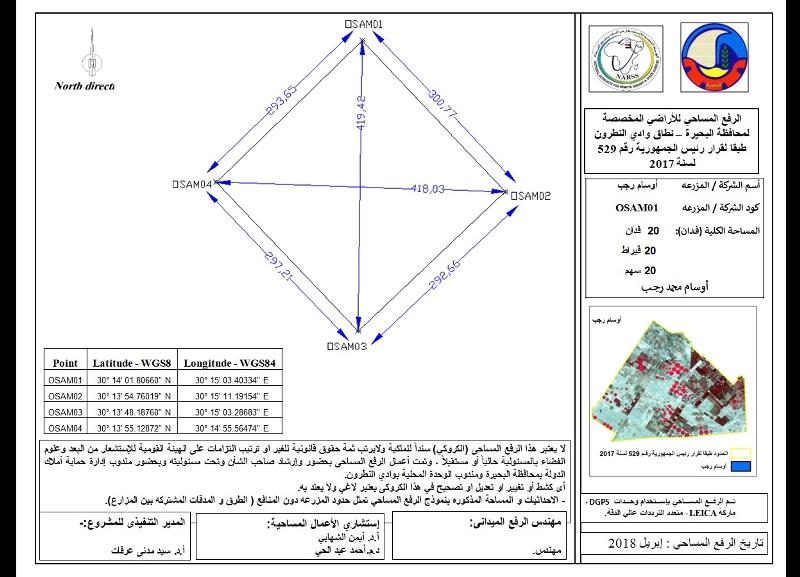 OSAM01
North directi
293,65
300,77
419,42
OSAM04
418,03
OSAM02
297,21
292,66
OSAM03
Point Latitude - WGS8 Longitude - WGS84
OSAM01 30° 14' 01.80660" N 30° 15' 03.40334" E
OSAM02 30° 13' 54.76019" N 30° 15' 11.19154" E
OSAM03 30° 13' 48.18760" N 30° 15' 03.28683" E
OSAM04 30° 13' 55.12872" N 30° 14' 55.56474" E
NARSS
الرفع المساحي للأراضي المخصصة
لمحافظة البحيرة – نطاق وادي النطرون
طبقا لقرار رئيس الجمهورية رقم 529
لسنة 2017
أسم الشركة / المزرعه أوسام رجب
كود الشركة / المزرعه OSAM01
المساحة الكلية (فدان): 20 فدان
20 قيراط
20 سهم
أوسام محمد رجب
أوسام رجب
الحدود طبقا لقرار رئيس الجمهورية رقم 529 لسنة 2017
أوسام رجب
تم الرفع المساحي بإستخدام وحدات DGPS ،
ماركة LEICA - متعدد الترددات عالي الدقة.
تاريخ الرفع المساحي : إبريل 2018
لا يعتبر هذا الرفع المساحي (الكروكي) سنداً للملكية ولايرتب ثمة حقوق قانونية للغير او ترتيب التزامات على الهيئة القومية للإستشعار من البعد وعلوم
الفضاء بالمسئولية حالياً أو مستقبلاً ، وتمت أعمال الرفع المساحي بحضور وإرشاد صاحب الشأن وتحت مسئوليته وبحضور مندوب إدارة حماية أملاك
الدولة بمحافظة البحيرة ومندوب الوحدة المحلية بوادي النطرون.
أي كشط أو تغيير او تعديل او تصحيح في هذا الكروكي يعتبر لاغي ولا يعتد به.
- الاحداثيات و المساحة المذكوره بنموذج الرفع المساحي تمثل حدود المزرعه دون المنافع ( الطرق و المدقات المشتركه بين المزارع).
مهندس الرفع الميداني:
مهندس.
إستشاري الأعمال المساحية:
أ.د. أيمن الشهابي
د.م.أحمد عبد الحي
المدير التنفيذي للمشروع:-
أ.د. سيد مدني عرفات